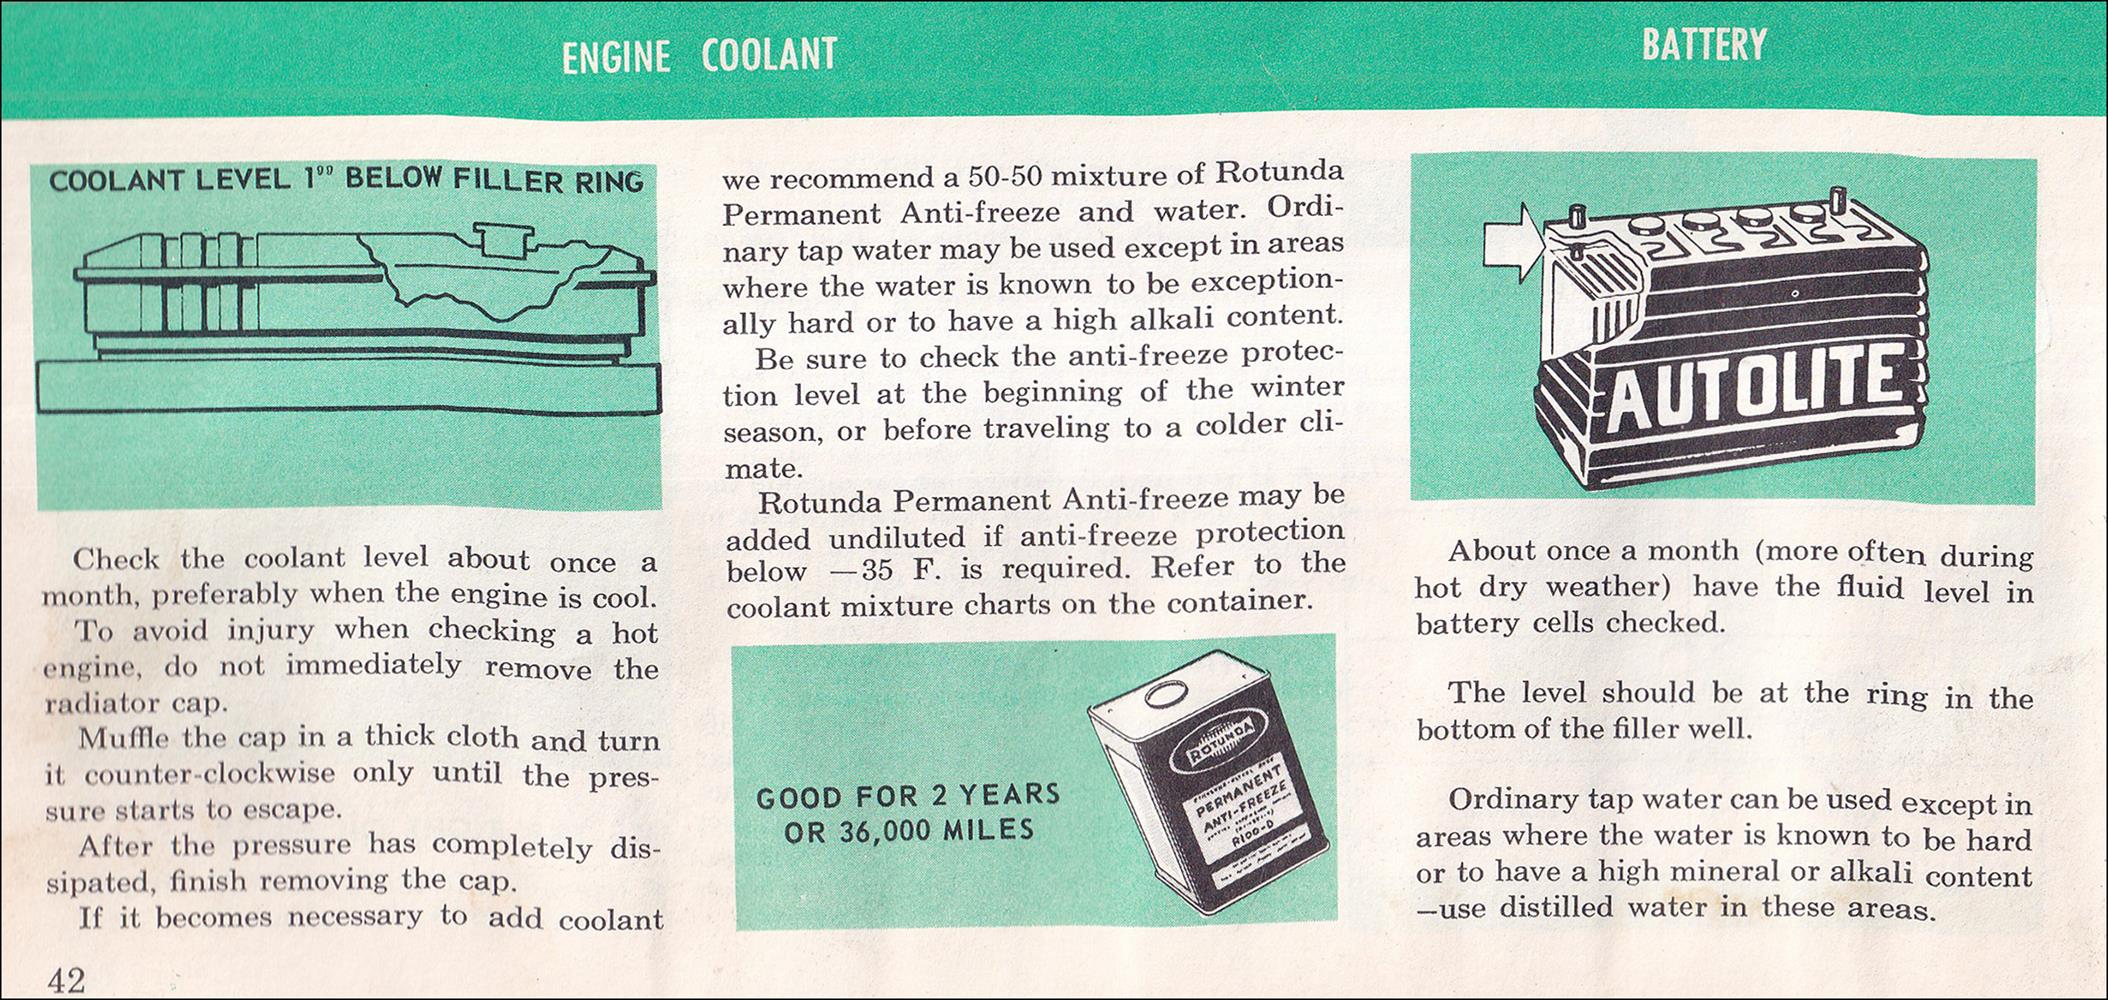 ENGINE COOLANT
BATTERY
COOLANT LEVEL 1" BELOW FILLER RING
Check the coolant level about once a
month, preferably when the engine is cool.
To avoid injury when checking a hot
engine, do not immediately remove the
radiator cap.
Muffle the cap in a thick cloth and turn
it counter-clockwise only until the pres-
sure starts to escape.
After the pressure has completely dis-
sipated, finish removing the cap.
If it becomes necessary to add coolant
we recommend a 50-50 mixture of Rotunda
Permanent Anti-freeze and water. Ordi-
nary tap water may be used except in areas
where the water is known to be exception-
ally hard or to have a high alkali content.
Be sure to check the anti-freeze protec-
tion level at the beginning of the winter
season, or before traveling to a colder cli-
mate.
Rotunda Permanent Anti-freeze may be
added undiluted if anti-freeze protection
below —35 F. is required. Refer to the
coolant mixture charts on the container.
GOOD FOR 2 YEARS
OR 36,000 MILES
ROTUNDA
PERMANENT
ANTI-FREEZE
R100-D
AUTOLITE
About once a month (more often during
hot dry weather) have the fluid level in
battery cells checked.
The level should be at the ring in the
bottom of the filler well.
Ordinary tap water can be used except in
areas where the water is known to be hard
or to have a high mineral or alkali content
—use distilled water in these areas.
42